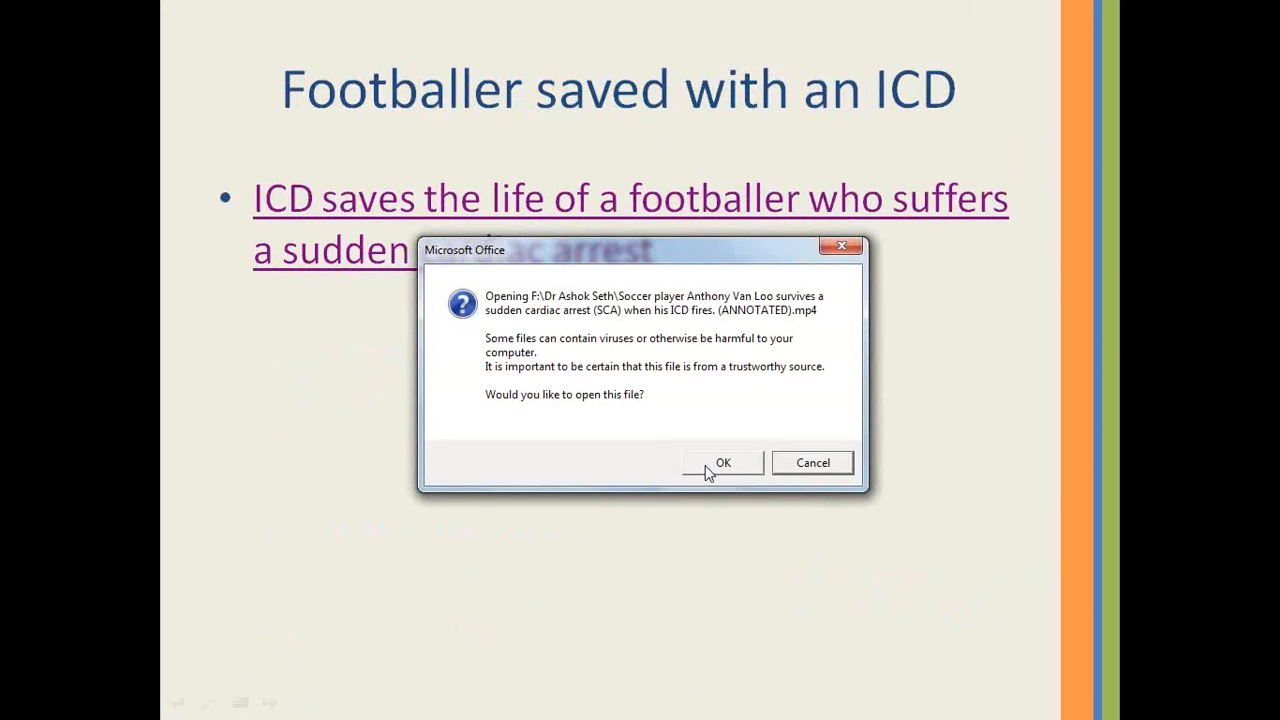 Footballer saved with an ICD
• ICD saves the life of a footballer who suffers
a sudden cardiac arrest
Microsoft Office
Opening F:\Dr Ashok Seth\Soccer player Anthony Van Loo survives a
sudden cardiac arrest (SCA) when his ICD fires. (ANNOTATED).mp4
Some files can contain viruses or otherwise be harmful to your
computer.
It is important to be certain that this file is from a trustworthy source.
Would you like to open this file?
OK
Cancel